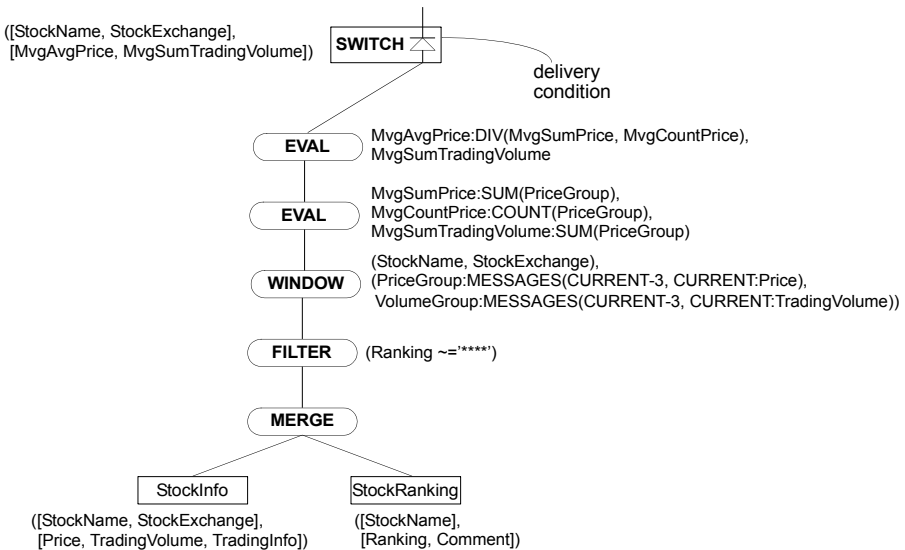 ([StockName, StockExchange],
[MvgAvgPrice, MvgSumTradingVolume])
SWITCH
delivery
condition
EVAL
MvgAvgPrice:DIV(MvgSumPrice, MvgCountPrice),
MvgSumTradingVolume
EVAL
MvgSumPrice:SUM(PriceGroup),
MvgCountPrice:COUNT(PriceGroup),
MvgSumTradingVolume:SUM(PriceGroup)
WINDOW
(StockName, StockExchange),
(PriceGroup:MESSAGES(CURRENT-3, CURRENT:Price),
VolumeGroup:MESSAGES(CURRENT-3, CURRENT:TradingVolume))
FILTER
(Ranking ~='****')
MERGE
StockInfo
([StockName, StockExchange],
[Price, TradingVolume, TradingInfo])
StockRanking
([StockName],
[Ranking, Comment])